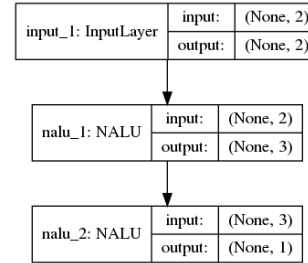 input_1: InputLayer
input: (None, 2)
output: (None, 2)
nalu_1: NALU
input: (None, 2)
output: (None, 3)
nalu_2: NALU
input: (None, 3)
output: (None, 1)